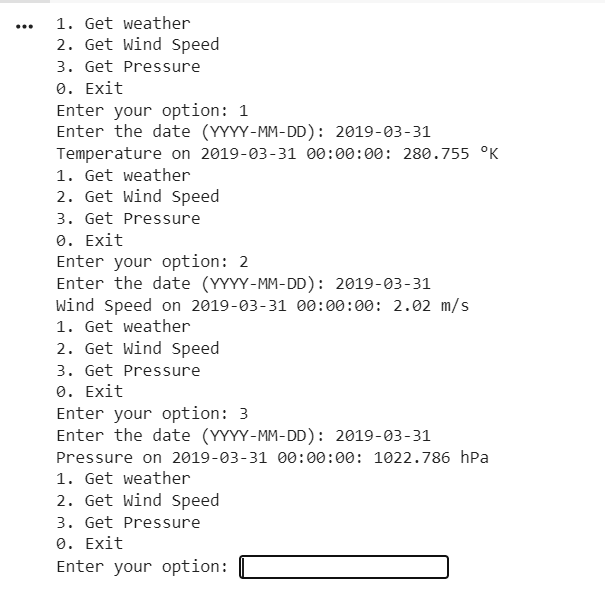 1. Get weather
2. Get Wind Speed
3. Get Pressure
0. Exit
Enter your option: 1
Enter the date (YYYY-MM-DD): 2019-03-31
Temperature on 2019-03-31 00:00:00: 280.755 °K
1. Get weather
2. Get Wind Speed
3. Get Pressure
0. Exit
Enter your option: 2
Enter the date (YYYY-MM-DD): 2019-03-31
Wind Speed on 2019-03-31 00:00:00: 2.02 m/s
1. Get weather
2. Get Wind Speed
3. Get Pressure
0. Exit
Enter your option: 3
Enter the date (YYYY-MM-DD): 2019-03-31
Pressure on 2019-03-31 00:00:00: 1022.786 hPa
1. Get weather
2. Get Wind Speed
3. Get Pressure
0. Exit
Enter your option: